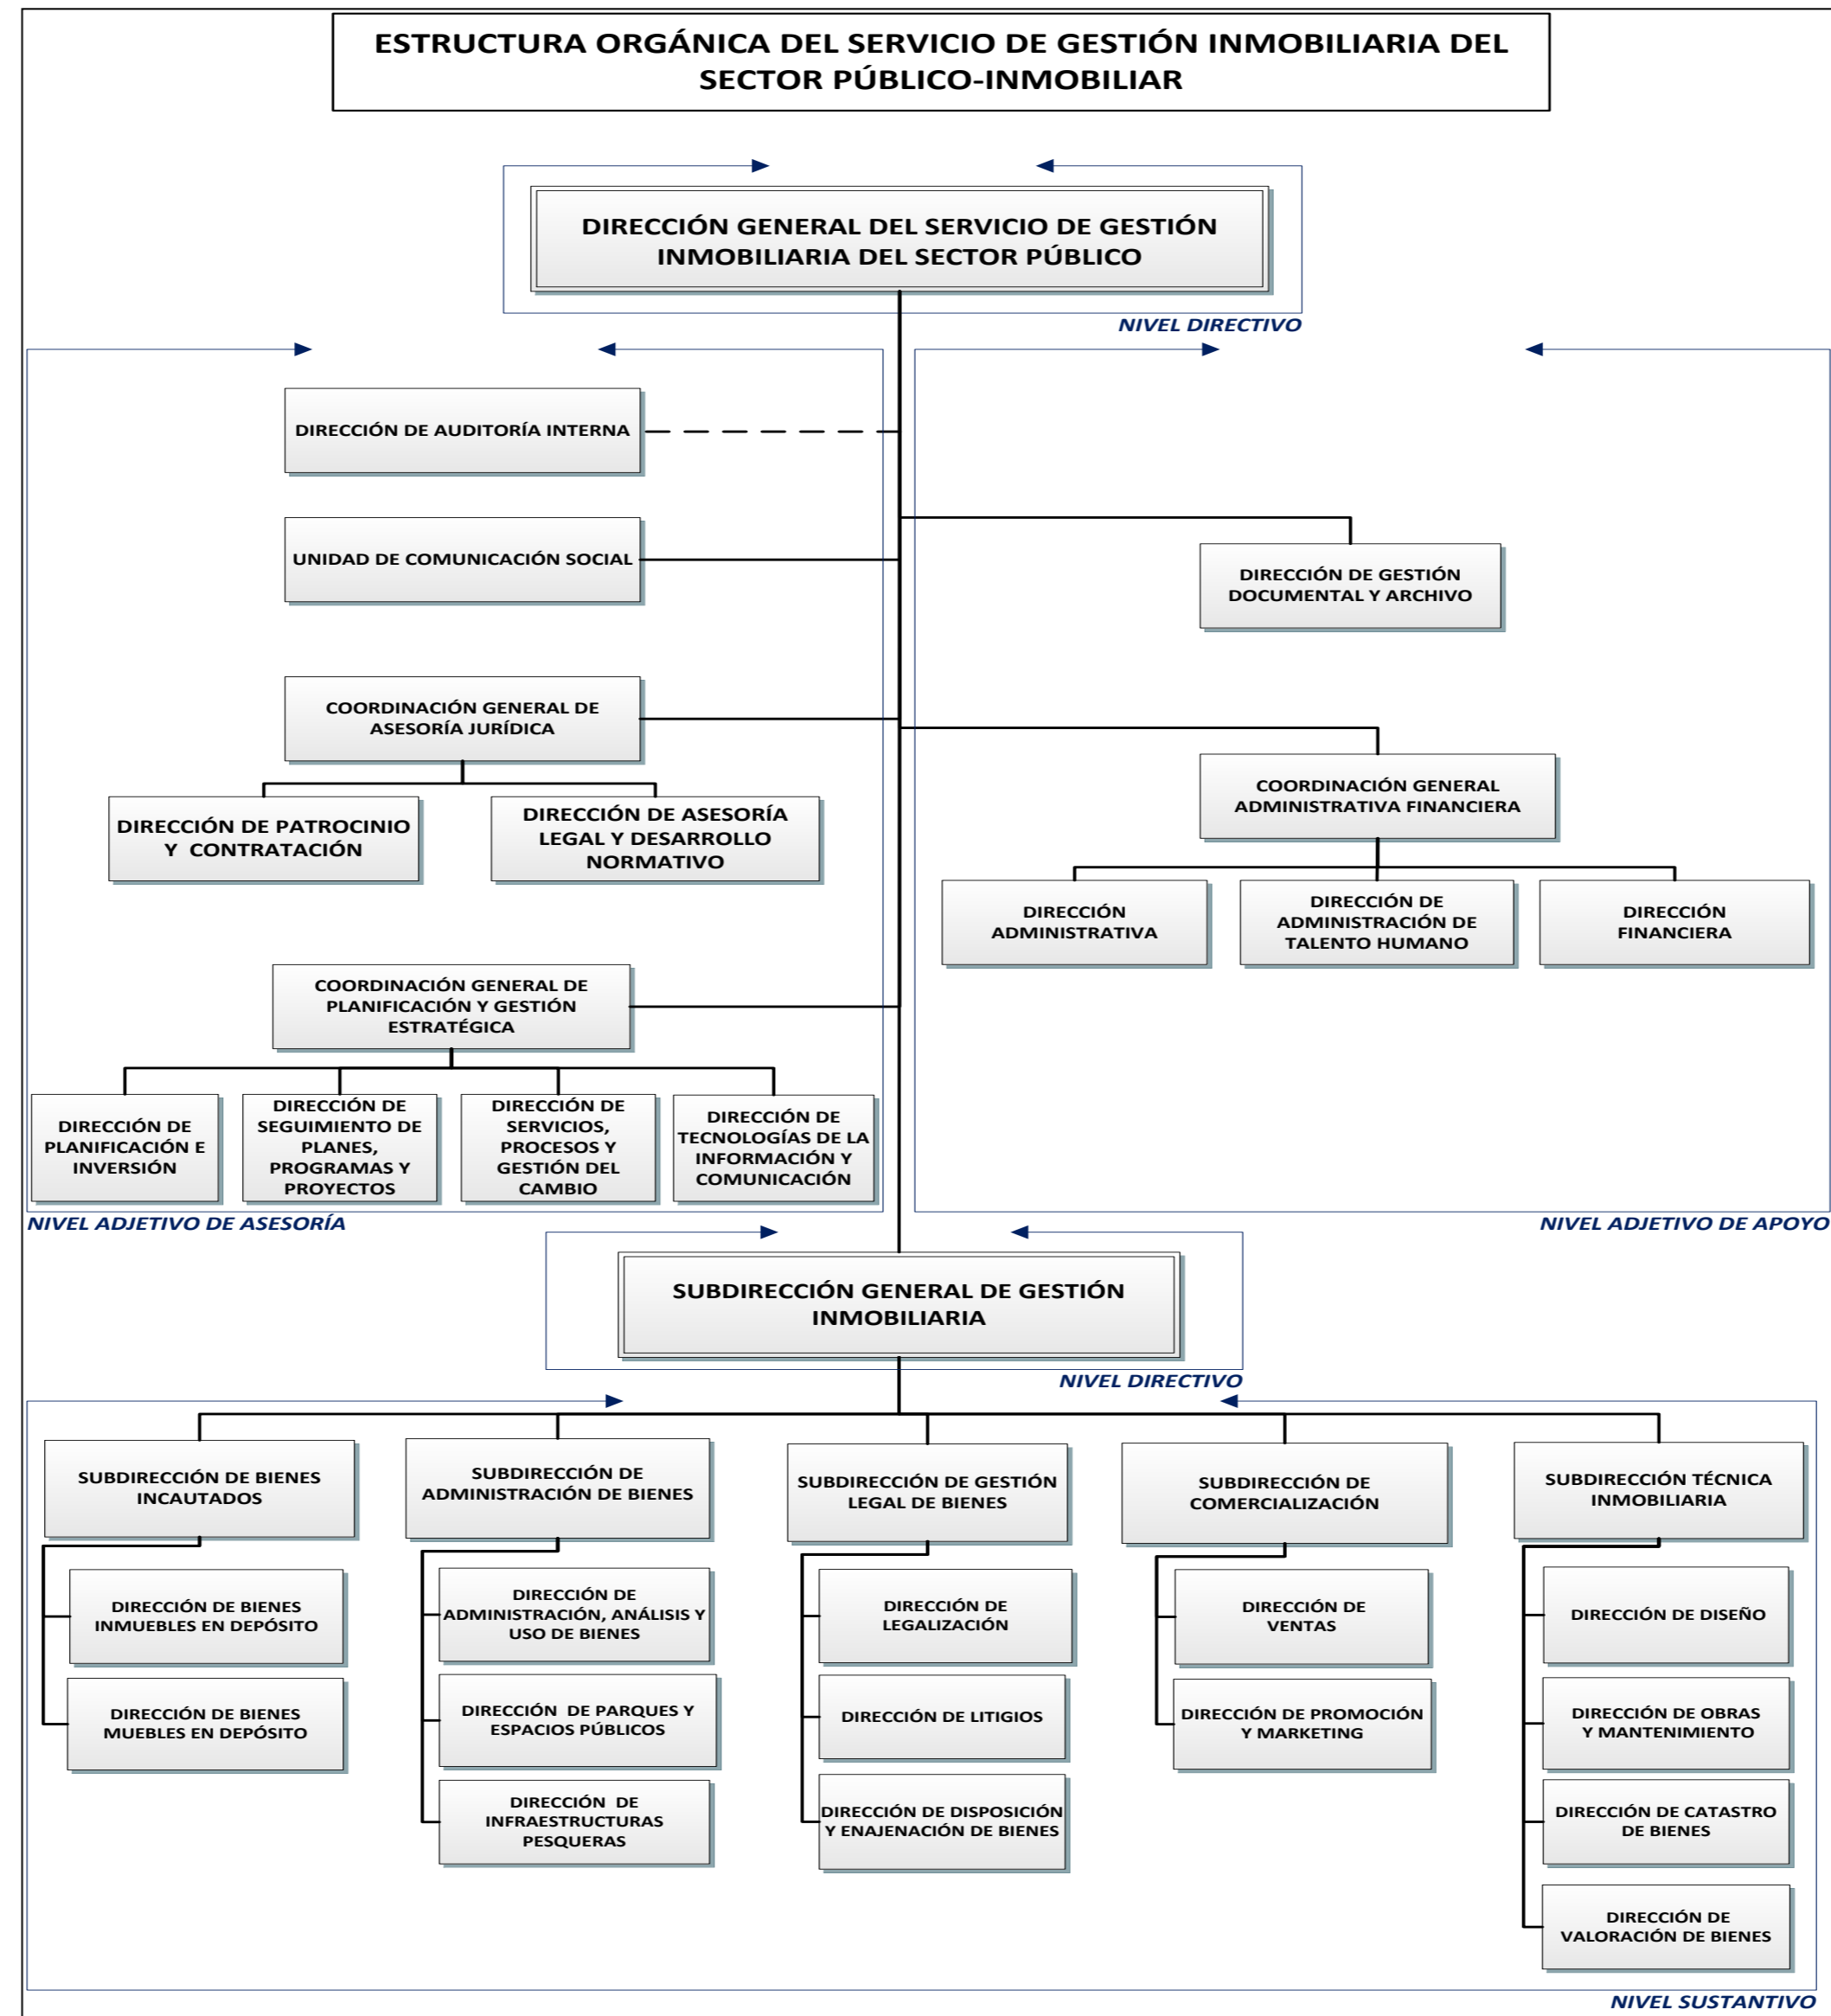 ESTRUCTURA ORGÁNICA DEL SERVICIO DE GESTIÓN INMOBILIARIA DEL
SECTOR PÚBLICO-INMOBILIAR
DIRECCIÓN GENERAL DEL SERVICIO DE GESTIÓN
INMOBILIARIA DEL SECTOR PÚBLICO
NIVEL DIRECTIVO
DIRECCIÓN DE AUDITORÍA INTERNA
UNIDAD DE COMUNICACIÓN SOCIAL
COORDINACIÓN GENERAL DE
ASESORÍA JURÍDICA
DIRECCIÓN DE PATROCINIO
Y CONTRATACIÓN
DIRECCIÓN DE ASESORÍA
LEGAL Y DESARROLLO
NORMATIVO
COORDINACIÓN GENERAL DE
PLANIFICACIÓN Y GESTIÓN
ESTRATÉGICA
DIRECCIÓN DE
PLANIFICACIÓN E
INVERSIÓN
DIRECCIÓN DE
SEGUIMIENTO DE
PLANES,
PROGRAMAS Y
PROYECTOS
DIRECCIÓN DE
SERVICIOS,
PROCESOS Y
GESTIÓN DEL
CAMBIO
DIRECCIÓN DE
TECNOLOGÍAS DE LA
INFORMACIÓN Y
COMUNICACIÓN
NIVEL ADJETIVO DE ASESORÍA
DIRECCIÓN DE GESTIÓN
DOCUMENTAL Y ARCHIVO
COORDINACIÓN GENERAL
ADMINISTRATIVA FINANCIERA
DIRECCIÓN
ADMINISTRATIVA
DIRECCIÓN DE
ADMINISTRACIÓN DE
TALENTO HUMANO
DIRECCIÓN
FINANCIERA
NIVEL ADJETIVO DE APOYO
SUBDIRECCIÓN GENERAL DE GESTIÓN
INMOBILIARIA
NIVEL DIRECTIVO
SUBDIRECCIÓN DE BIENES
INCAUTADOS
DIRECCIÓN DE BIENES
INMUEBLES EN DEPÓSITO
DIRECCIÓN DE BIENES
MUEBLES EN DEPÓSITO
SUBDIRECCIÓN DE
ADMINISTRACIÓN DE BIENES
DIRECCIÓN DE
ADMINISTRACIÓN, ANÁLISIS Y
USO DE BIENES
DIRECCIÓN DE PARQUES Y
ESPACIOS PÚBLICOS
DIRECCIÓN DE
INFRAESTRUCTURAS
PESQUERAS
SUBDIRECCIÓN DE GESTIÓN
LEGAL DE BIENES
DIRECCIÓN DE
LEGALIZACIÓN
DIRECCIÓN DE LITIGIOS
DIRECCIÓN DE DISPOSICIÓN
Y ENAJENACIÓN DE BIENES
SUBDIRECCIÓN DE
COMERCIALIZACIÓN
DIRECCIÓN DE
VENTAS
DIRECCIÓN DE PROMOCIÓN
Y MARKETING
SUBDIRECCIÓN TÉCNICA
INMOBILIARIA
DIRECCIÓN DE DISEÑO
DIRECCIÓN DE OBRAS
Y MANTENIMIENTO
DIRECCIÓN DE CATASTRO
DE BIENES
DIRECCIÓN DE
VALORACIÓN DE BIENES
NIVEL SUSTANTIVO